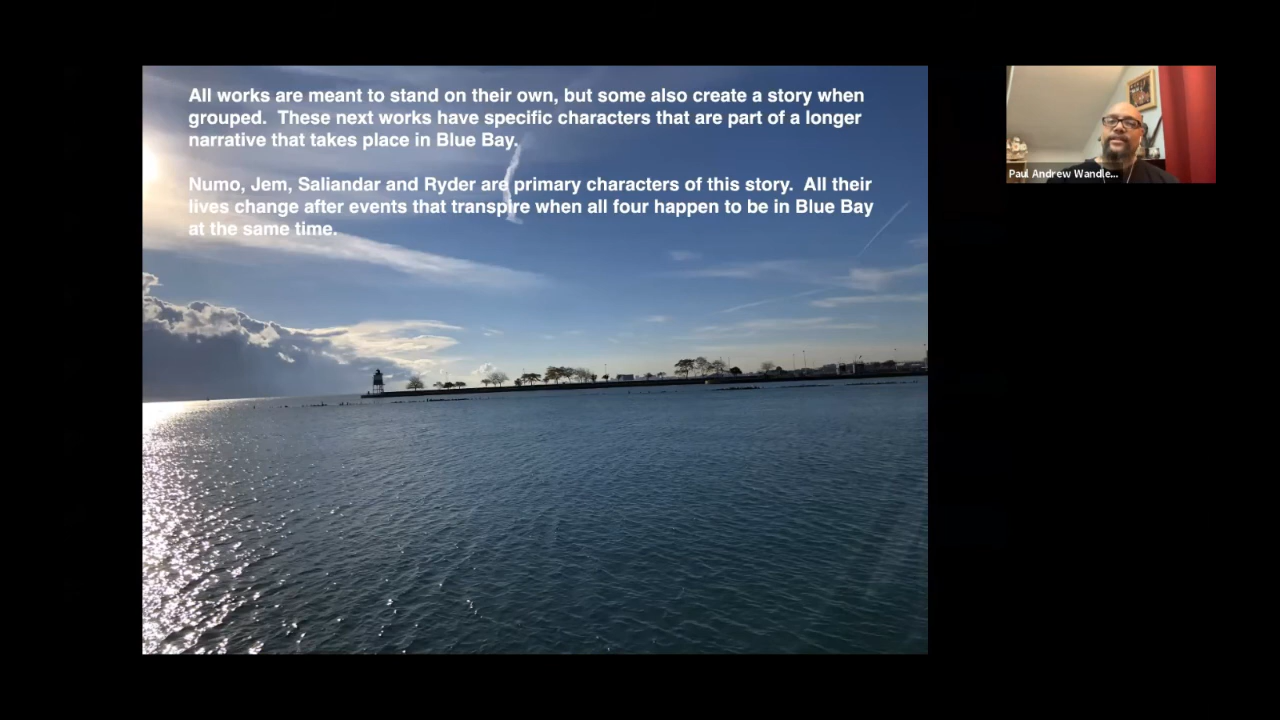 All works are meant to stand on their own, but some also create a story when
grouped.  These next works have specific characters that are part of a longer
narrative that takes place in Blue Bay.
Numo, Jem, Saliandar and Ryder are primary characters of this story.  All their
lives change after events that transpire when all four happen to be in Blue Bay
at the same time.
Paul Andrew Wandle...